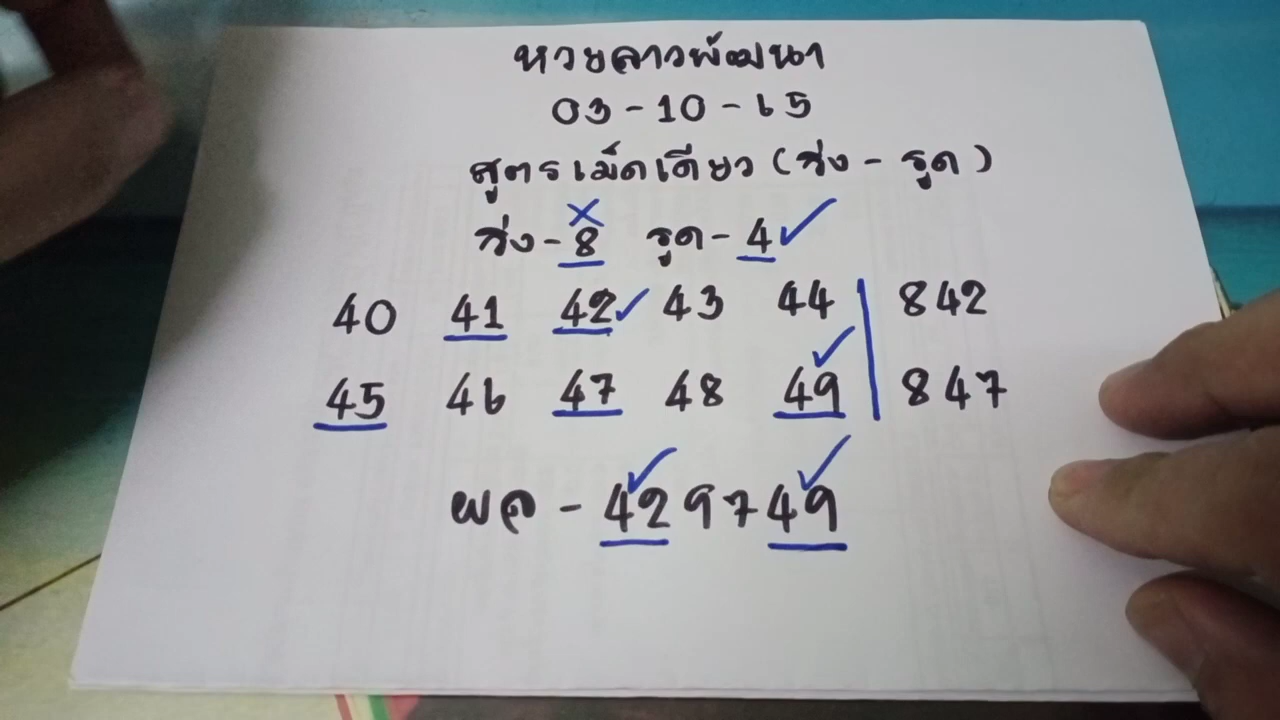 หวยลาวพัฒนา
03-10-65
สูตรเม็ดเดียว (วิ่ง - รูด)
วิ่ง - 8 รูด - 4
40 41 42 43 44 842
45 46 47 48 49 847
ผล - 429749